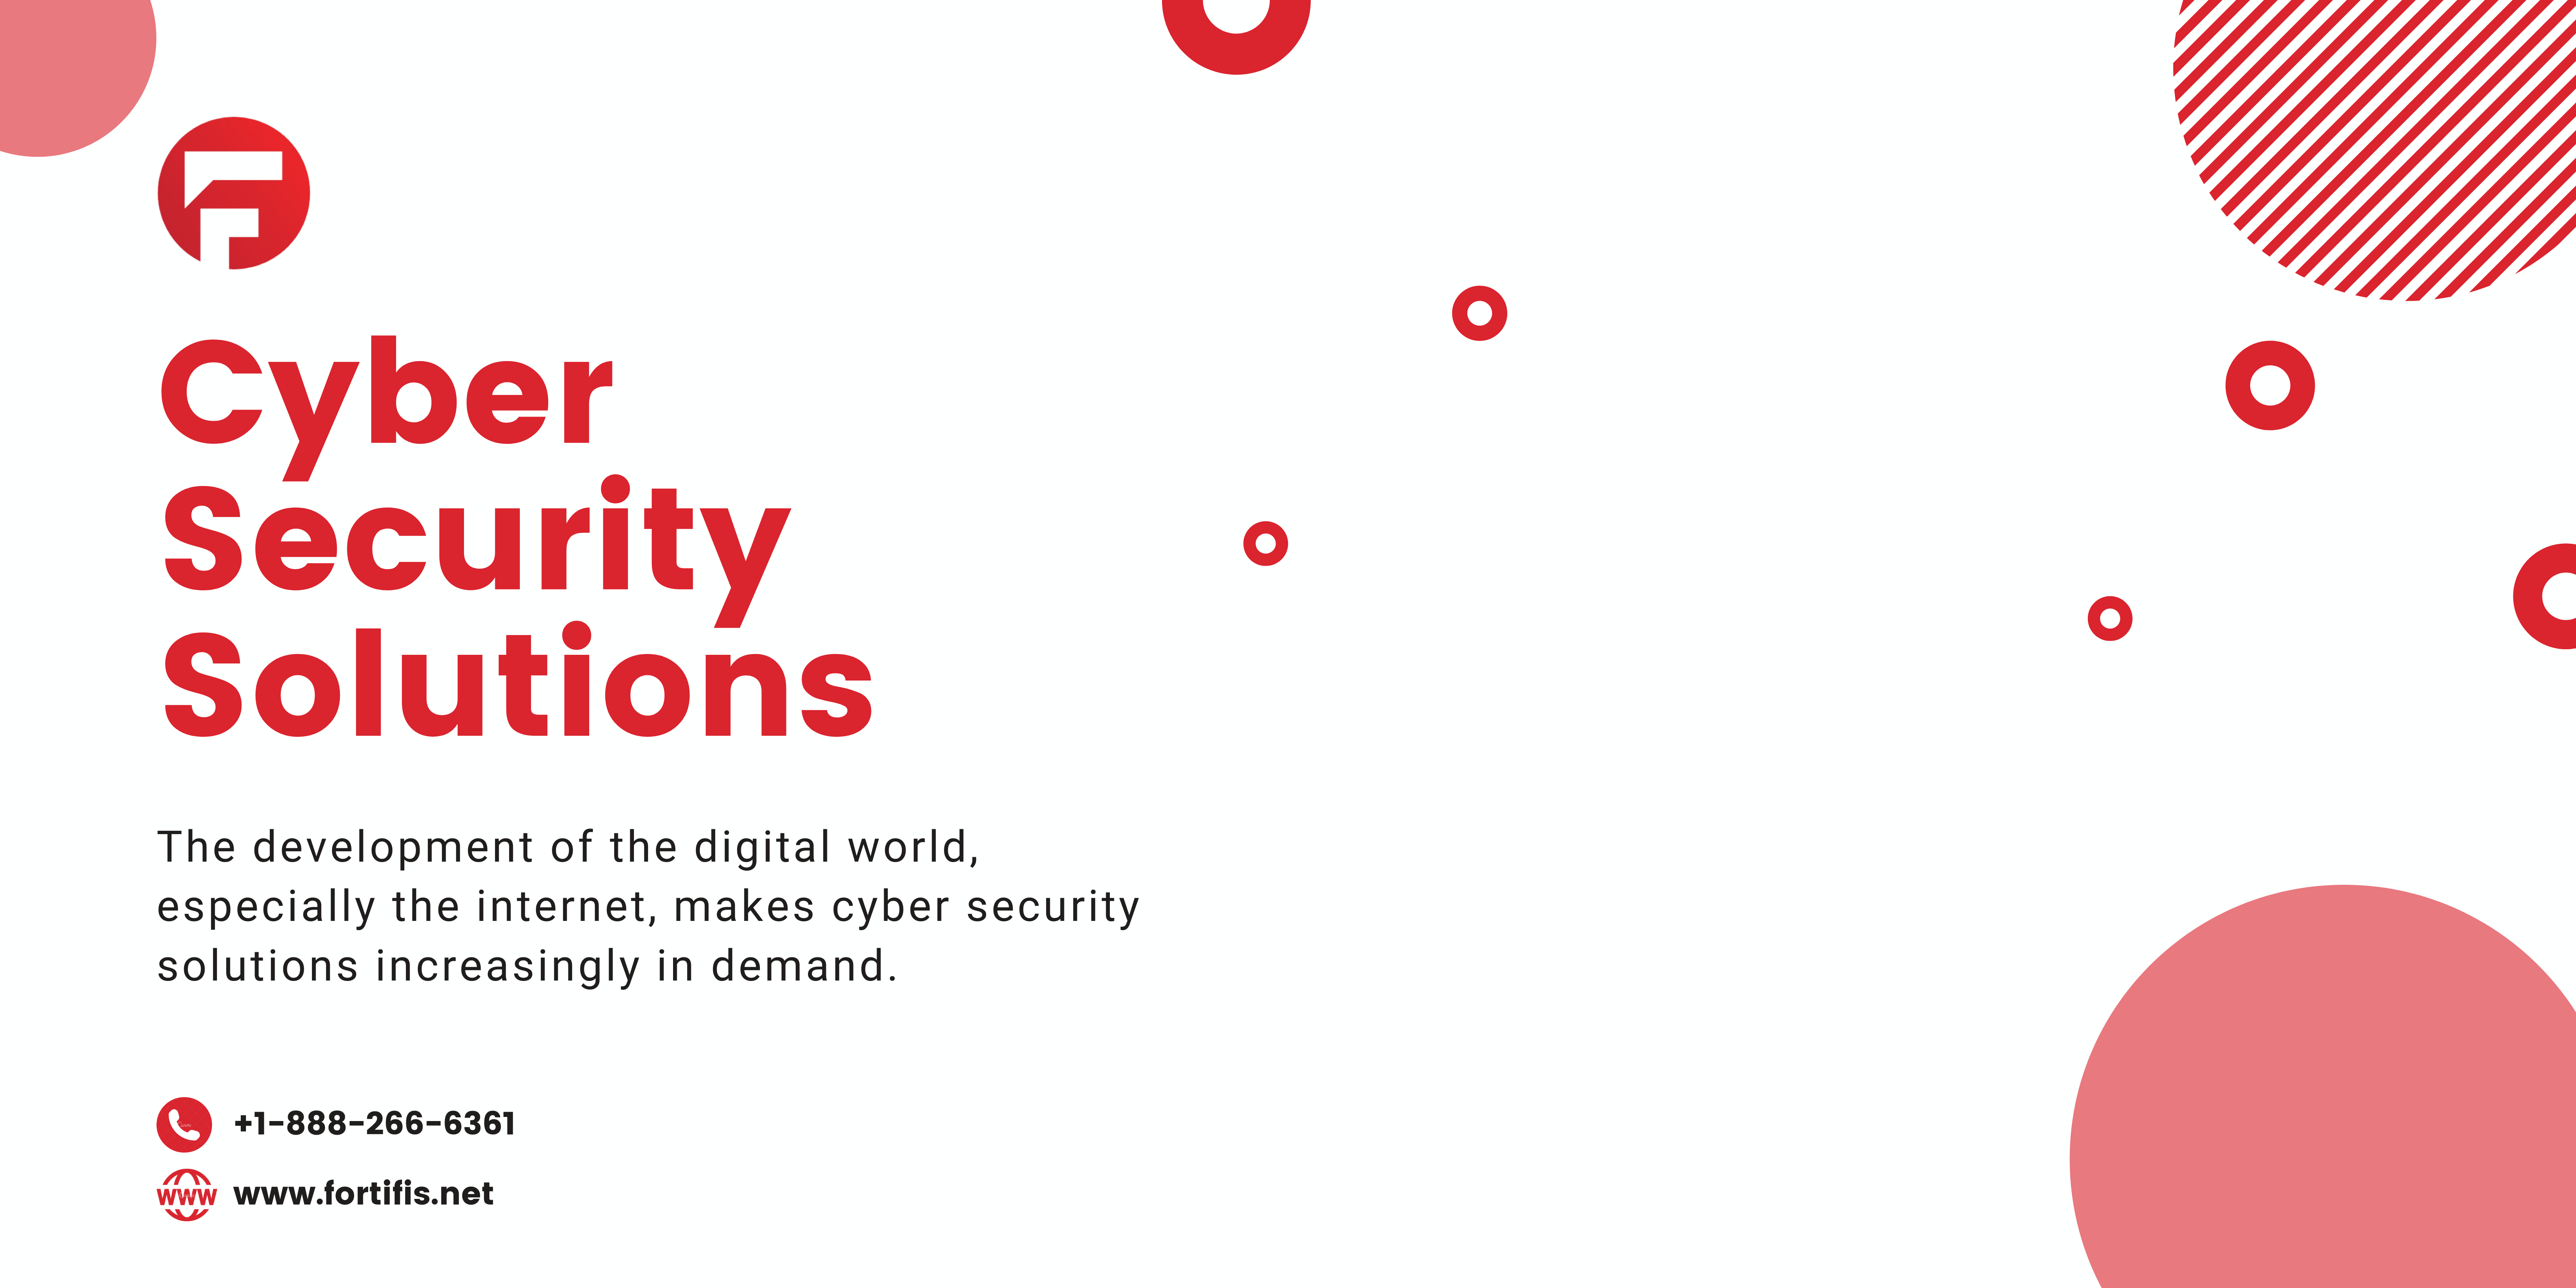 Cyber
Security
Solutions
The development of the digital world,
especially the internet, makes cyber security
solutions increasingly in demand.
+1-888-266-6361
www
www.fortifis.net